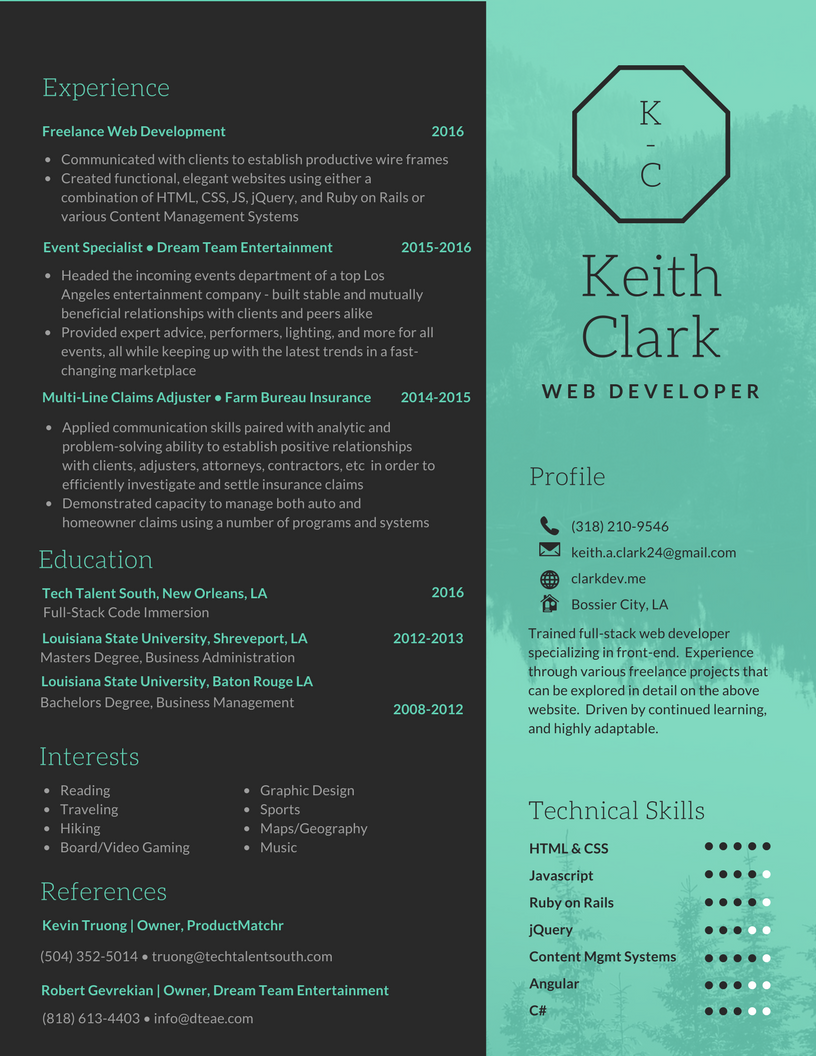 Experience
Freelance Web Development 2016
• Communicated with clients to establish productive wire frames
• Created functional, elegant websites using either a
combination of HTML, CSS, JS, jQuery, and Ruby on Rails or
various Content Management Systems
Event Specialist • Dream Team Entertainment 2015-2016
• Headed the incoming events department of a top Los
Angeles entertainment company - built stable and mutually
beneficial relationships with clients and peers alike
• Provided expert advice, performers, lighting, and more for all
events, all while keeping up with the latest trends in a fast-
changing marketplace
Multi-Line Claims Adjuster • Farm Bureau Insurance 2014-2015
• Applied communication skills paired with analytic and
problem-solving ability to establish positive relationships
with clients, adjusters, attorneys, contractors, etc in order to
efficiently investigate and settle insurance claims
• Demonstrated capacity to manage both auto and
homeowner claims using a number of programs and systems
Education
Tech Talent South, New Orleans, LA 2016
Full-Stack Code Immersion
Louisiana State University, Shreveport, LA 2012-2013
Masters Degree, Business Administration
Louisiana State University, Baton Rouge LA
Bachelors Degree, Business Management
2008-2012
Interests
• Reading
• Traveling
• Hiking
• Board/Video Gaming
• Graphic Design
• Sports
• Maps/Geography
• Music
References
Kevin Truong | Owner, ProductMatchr
(504) 352-5014 • truong@techtalentsouth.com
Robert Gevrekian | Owner, Dream Team Entertainment
(818) 613-4403 • info@dteae.com
K
-
C
Keith
Clark
WEB DEVELOPER
Profile
(318) 210-9546
keith.a.clark24@gmail.com
clarkdev.me
Bossier City, LA
Trained full-stack web developer
specializing in front-end. Experience
through various freelance projects that
can be explored in detail on the above
website. Driven by continued learning,
and highly adaptable.
Technical Skills
HTML & CSS
Javascript
Ruby on Rails
jQuery
Content Mgmt Systems
Angular
C#